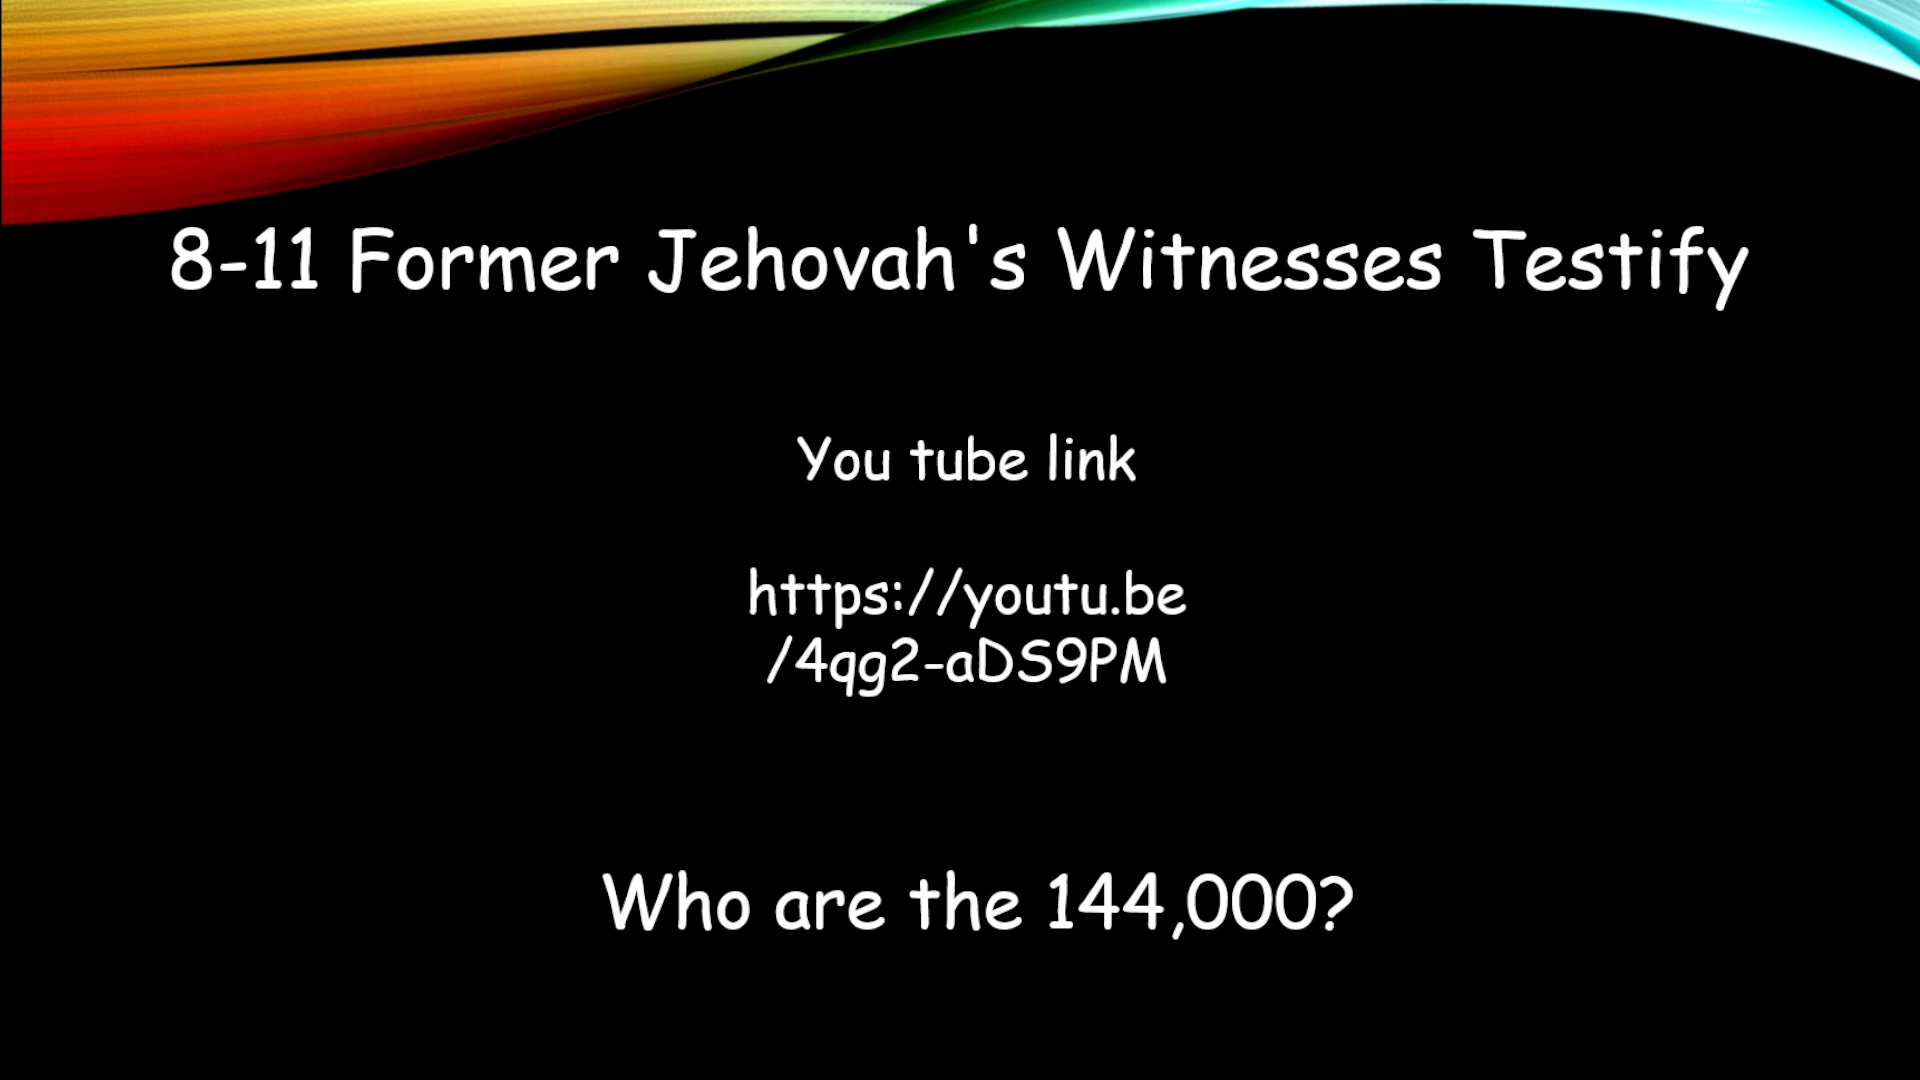 8-11 Former Jehovah's Witnesses Testify
You tube link
https://youtu.be
/4qg2-aDS9PM
Who are the 144,000?